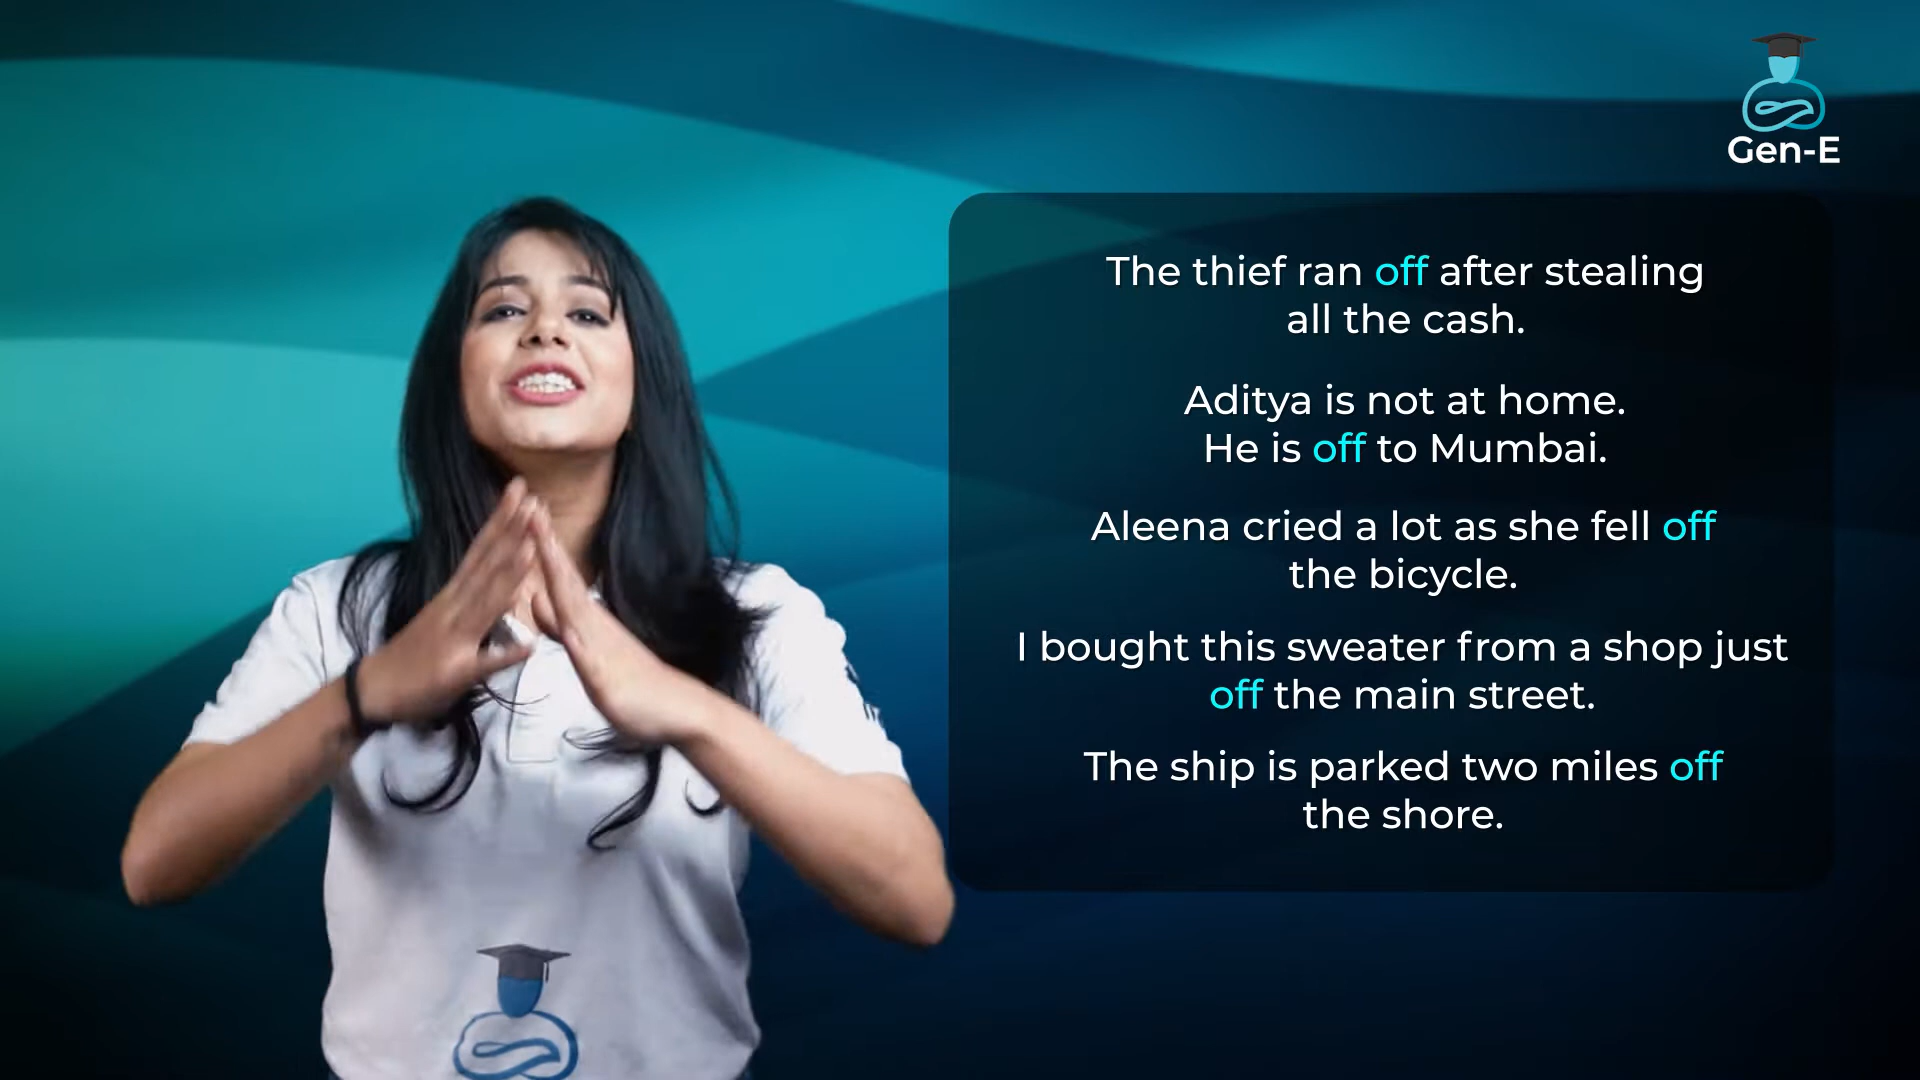 Gen-E
The thief ran off after stealing
all the cash.
Aditya is not at home.
He is off to Mumbai.
Aleena cried a lot as she fell off
the bicycle.
I bought this sweater from a shop just
off the main street.
The ship is parked two miles off
the shore.